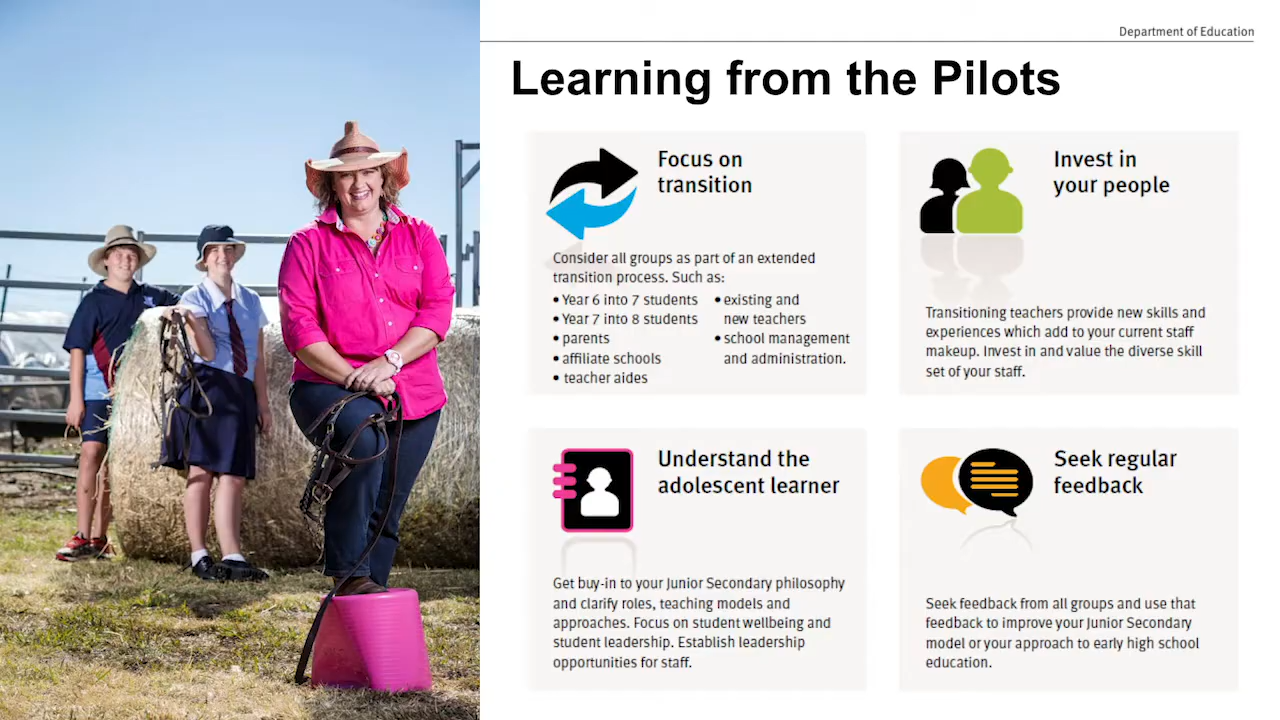 Department of Education
Learning from the Pilots
Focus on
transition
Consider all groups as part of an extended
transition process. Such as:
• Year 6 into 7 students
• Year 7 into 8 students
• parents
• affiliate schools
• teacher aides
• existing and
new teachers
• school management
and administration.
Invest in
your people
Transitioning teachers provide new skills and
experiences which add to your current staff
makeup. Invest in and value the diverse skill
set of your staff.
Understand the
adolescent learner
Get buy-in to your Junior Secondary philosophy
and clarify roles, teaching models and
approaches. Focus on student wellbeing and
student leadership. Establish leadership
opportunities for staff.
Seek regular
feedback
Seek feedback from all groups and use that
feedback to improve your Junior Secondary
model or your approach to early high school
education.